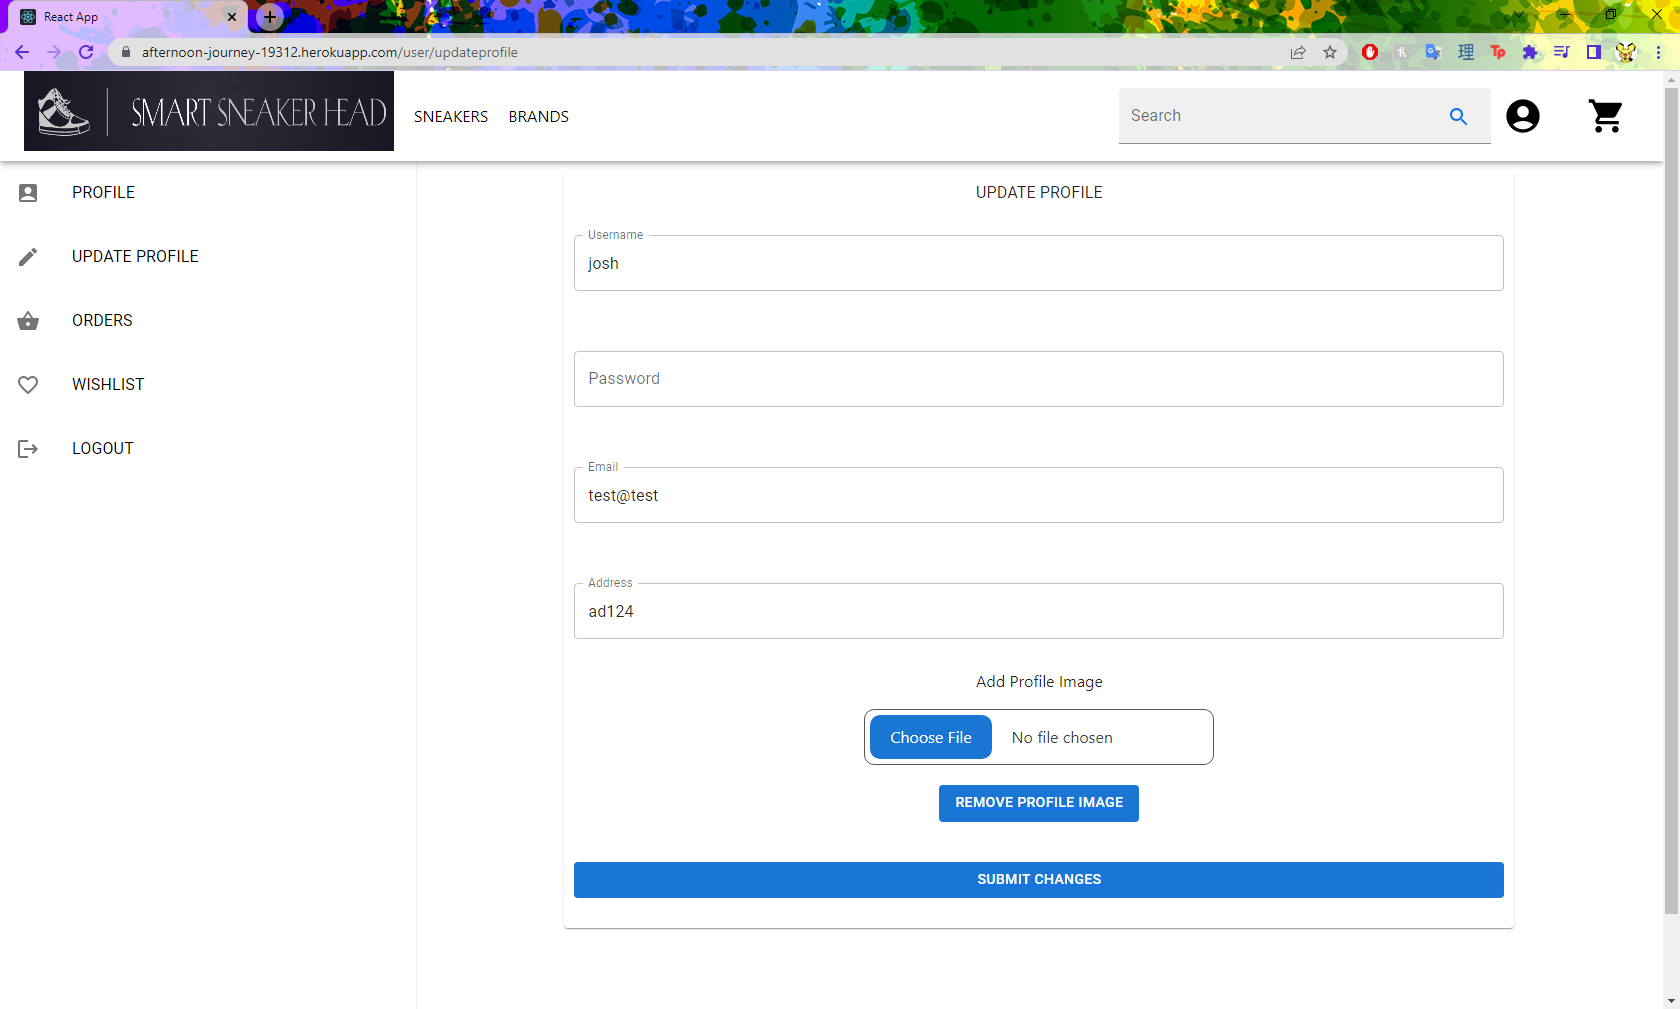 React App
afternoon-journey-19312.herokuapp.com/user/updateprofile
SMART SNEAKER HEAD
SNEAKERS
BRANDS
Search
PROFILE
UPDATE PROFILE
ORDERS
WISHLIST
LOGOUT
UPDATE PROFILE
Username
josh
Password
Email
test@test
Address
ad124
Add Profile Image
Choose File
No file chosen
REMOVE PROFILE IMAGE
SUBMIT CHANGES